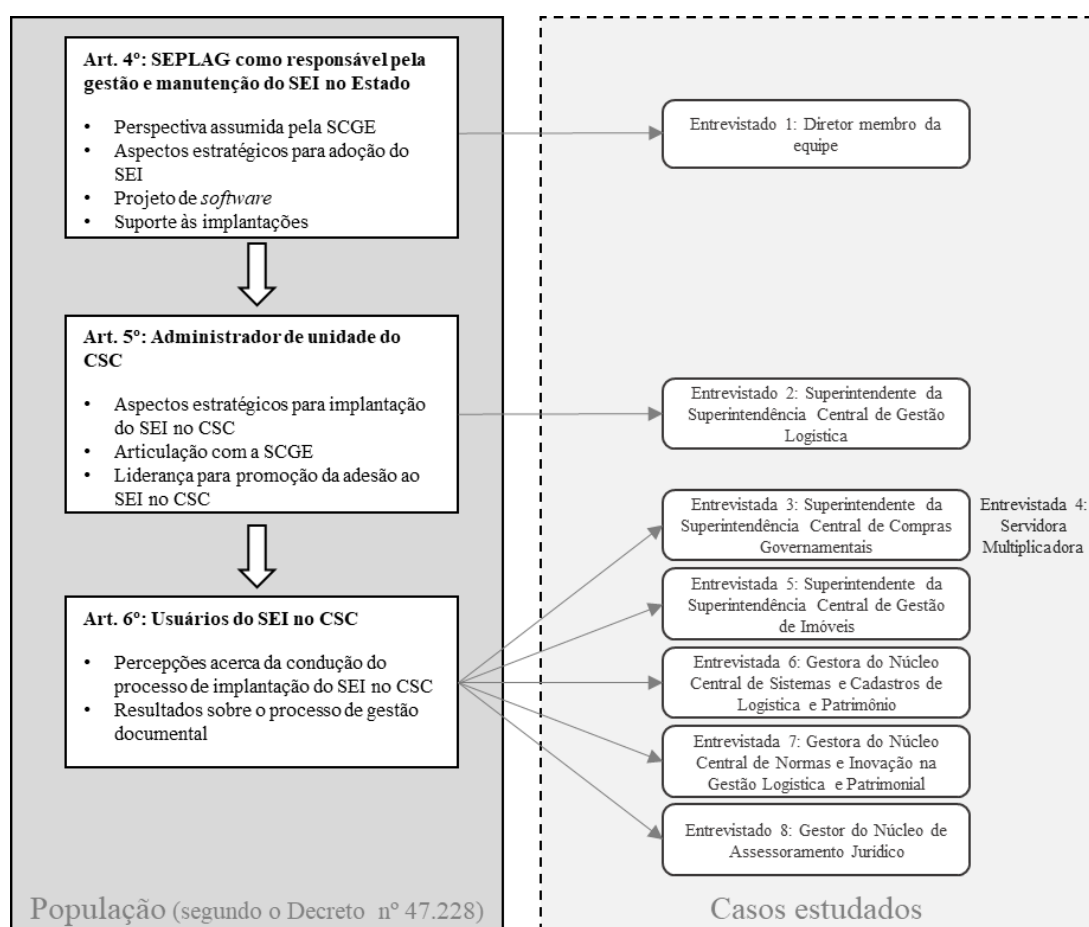 Art. 4º: SEPLAG como responsável pela
gestão e manutenção do SEI no Estado
• Perspectiva assumida pela SCGE
• Aspectos estratégicos para adoção do
SEI
• Projeto de software
• Suporte às implantações
Art. 5º: Administrador de unidade do
CSC
• Aspectos estratégicos para implantação
do SEI no CSC
• Articulação com a SCGE
• Liderança para promoção da adesão ao
SEI no CSC
Art. 6º: Usuários do SEI no CSC
• Percepções acerca da condução do
processo de implantação do SEI no CSC
• Resultados sobre o processo de gestão
documental
População (segundo o Decreto nº 47.228)
Entrevistado 1: Diretor membro da
equipe
Entrevistado 2: Superintendente da
Superintendência Central de Gestão
Logística
Entrevistada 3: Superintendente da
Superintendência Central de Compras
Governamentais
Entrevistada 4:
Servidora
Multiplicadora
Entrevistada 5: Superintendente da
Superintendência Central de Gestão
de Imóveis
Entrevistada 6: Gestora do Núcleo
Central de Sistemas e Cadastros de
Logística e Patrimônio
Entrevistada 7: Gestora do Núcleo
Central de Normas e Inovação na
Gestão Logística e Patrimonial
Entrevistado 8: Gestor do Núcleo de
Assessoramento Jurídico
Casos estudados